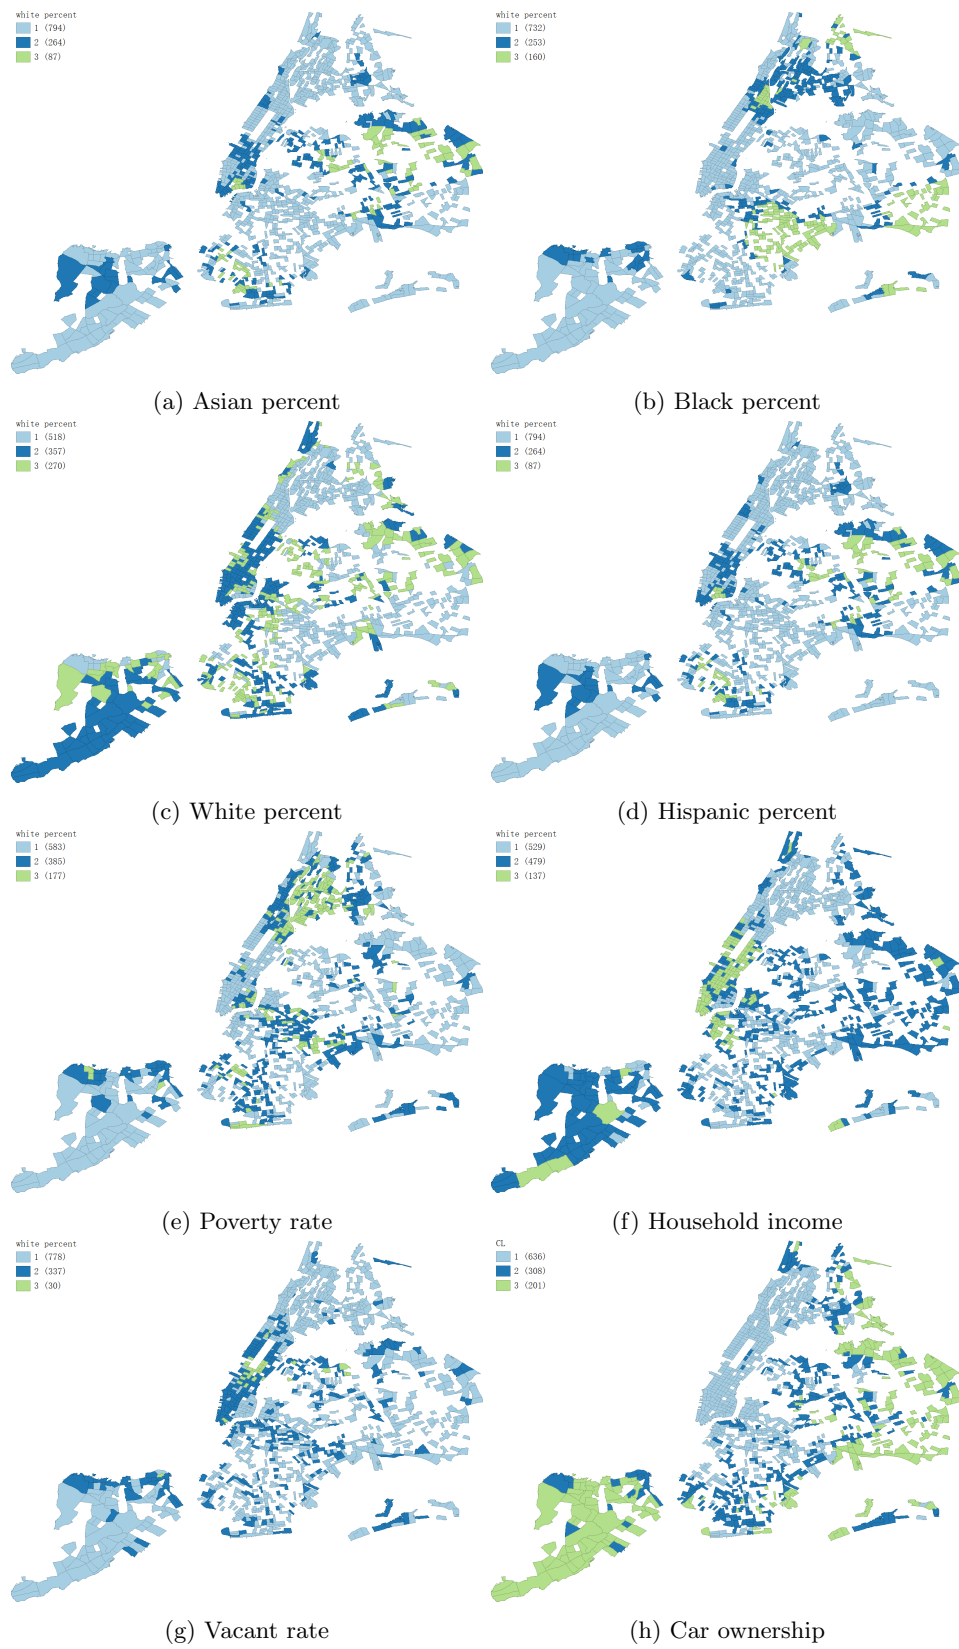 white percent
1 (794)
2 (264)
3 (87)
white percent
1 (732)
2 (253)
3 (160)
(a) Asian percent
(b) Black percent
white percent
1 (518)
2 (357)
3 (270)
white percent
1 (794)
2 (264)
3 (87)
(c) White percent
(d) Hispanic percent
white percent
1 (583)
2 (385)
3 (177)
white percent
1 (529)
2 (479)
3 (137)
(e) Poverty rate
(f) Household income
white percent
1 (778)
2 (337)
3 (30)
CL
1 (636)
2 (308)
3 (201)
(g) Vacant rate
(h) Car ownership